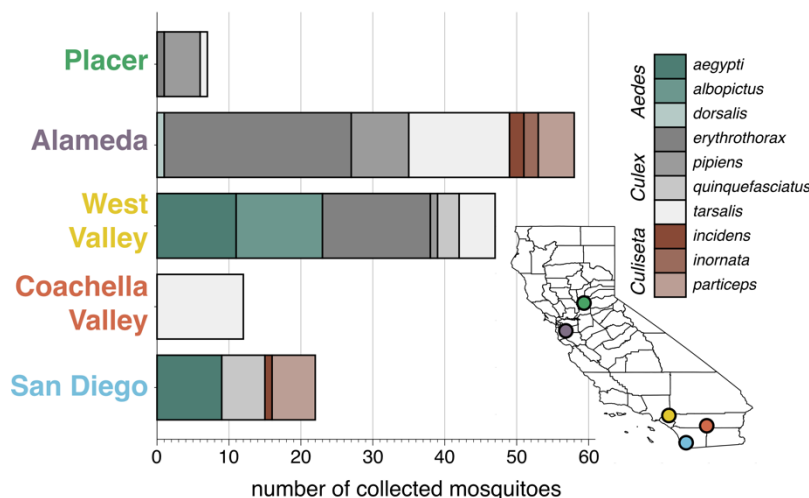 Placer
Alameda
West
Valley
Coachella
Valley
San Diego
0 10 20 30 40 50 60
number of collected mosquitoes
Aedes
aegypti
albopictus
dorsalis
Culex
erythrothorax
pipiens
quinquefasciatus
tarsalis
Culiseta
incidens
inornata
particeps